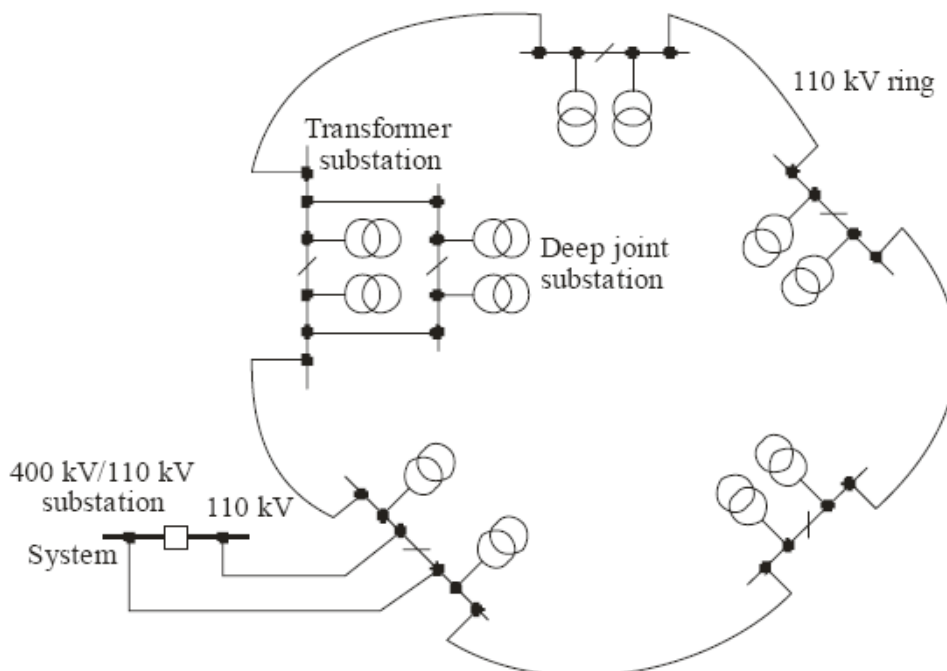 110 kV ring
Transformer
substation
Deep joint
substation
400 kV/110 kV
substation
110 kV
System